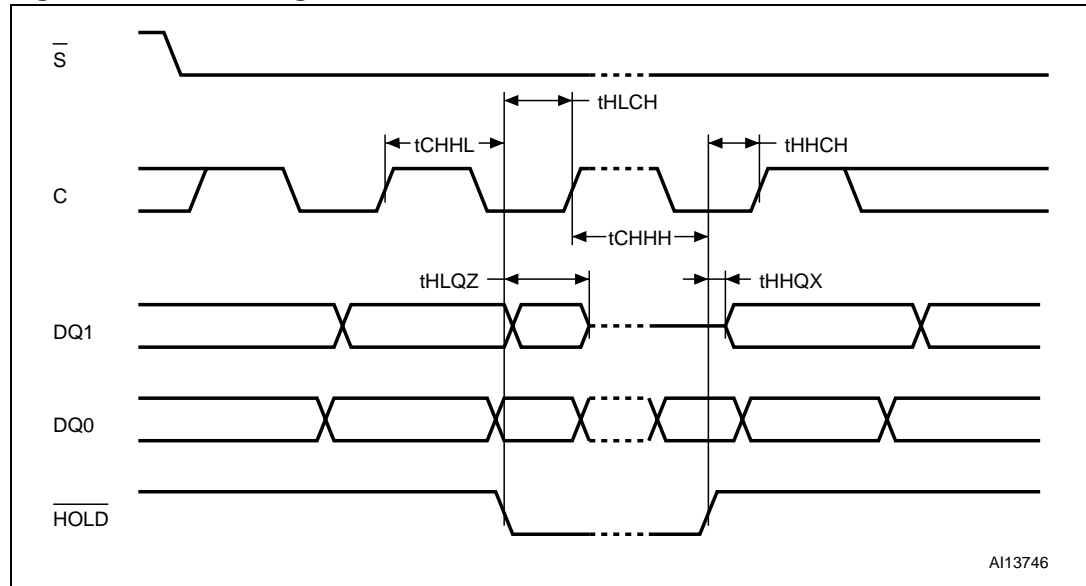 S
tHLCH
tCHHL
tHHCH
C
tCHHH
tHLQZ
tHHQX
DQ1
DQ0
HOLD
AI13746